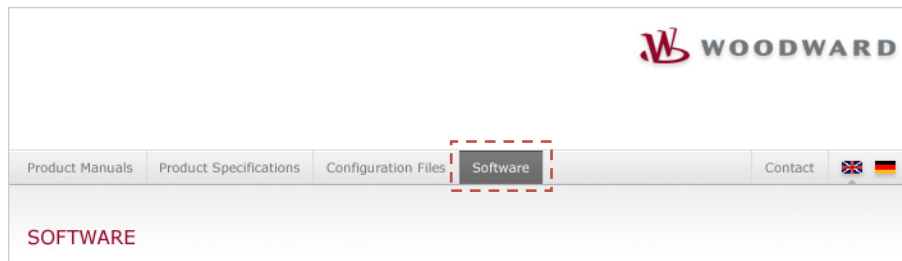 WOODWARD
Product Manuals Product Specifications Configuration Files Software Contact
SOFTWARE